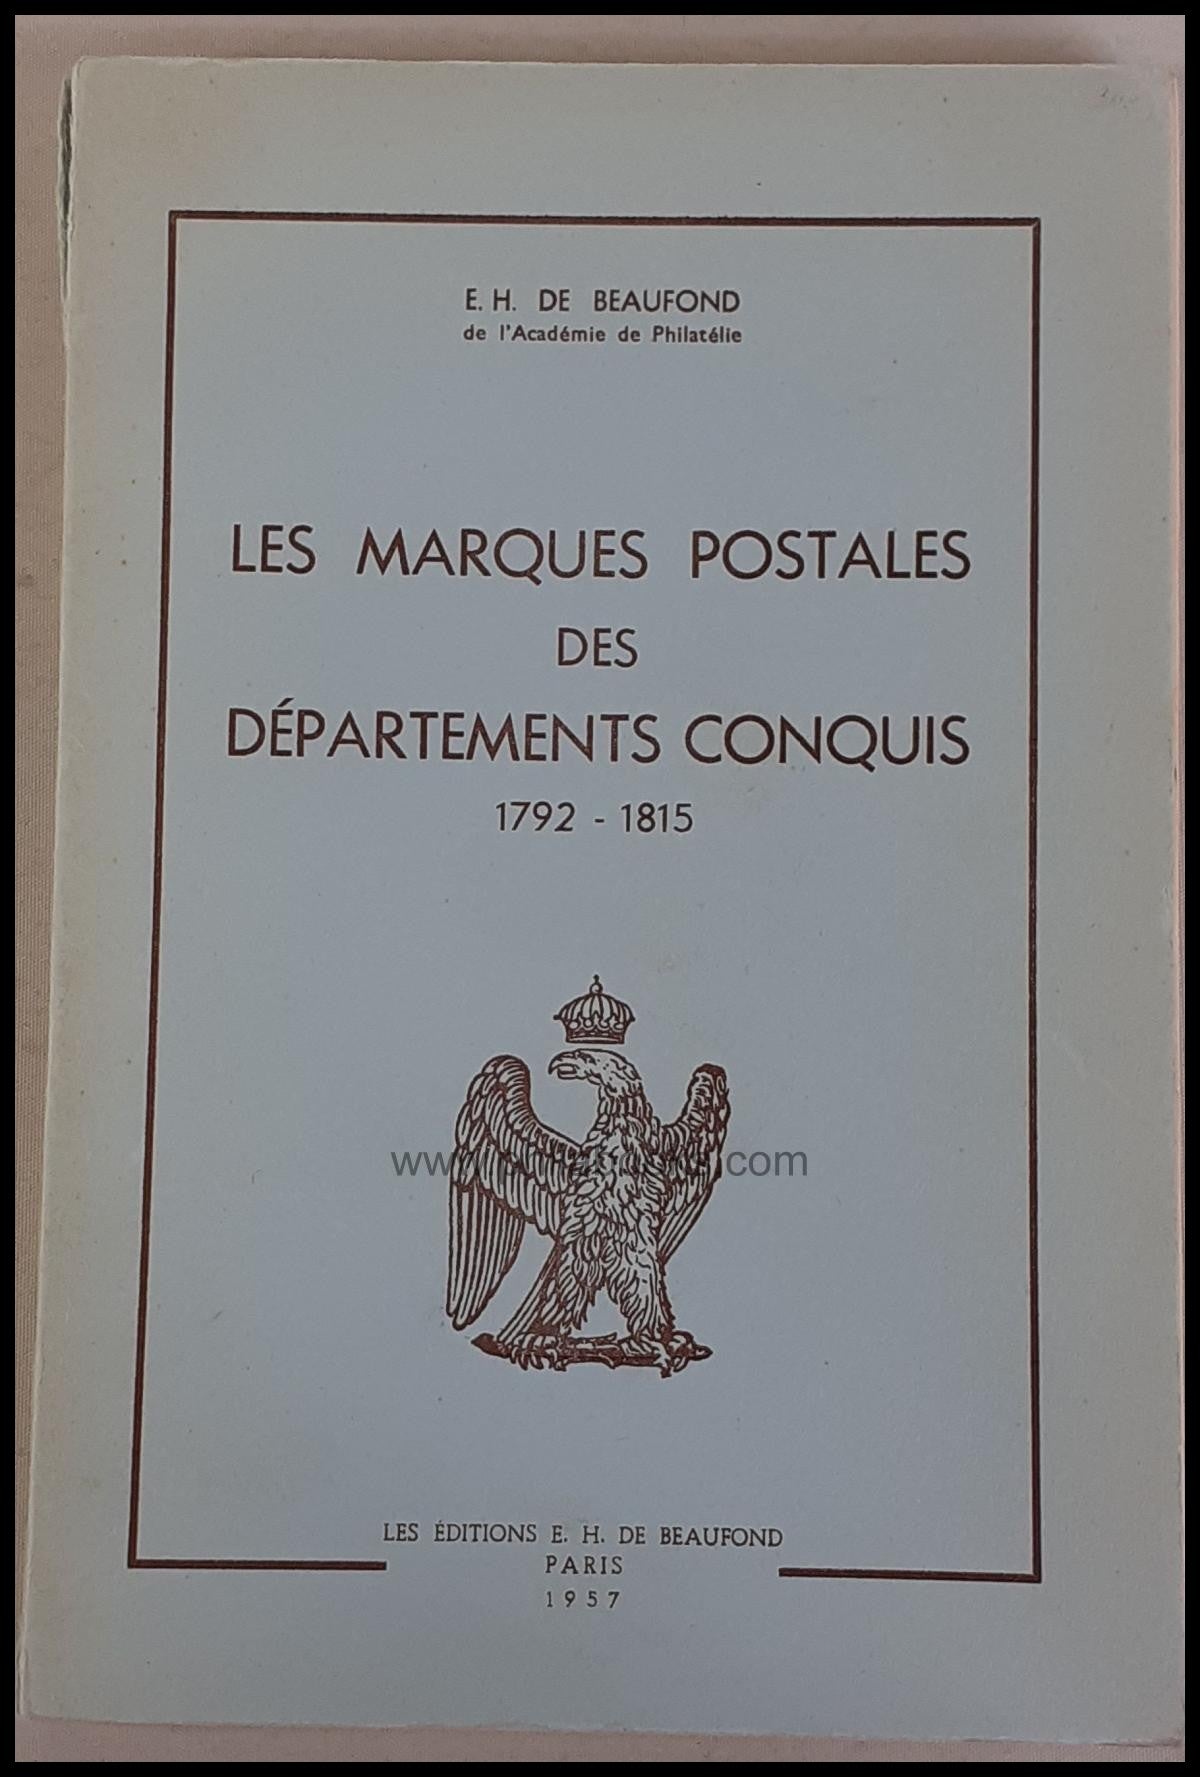 E. H. DE BEAUFOND
de l'Académie de Philatélie
LES MARQUES POSTALES
DES
DÉPARTEMENTS CONQUIS
1792 - 1815
LES ÉDITIONS E. H. DE BEAUFOND
PARIS
1957